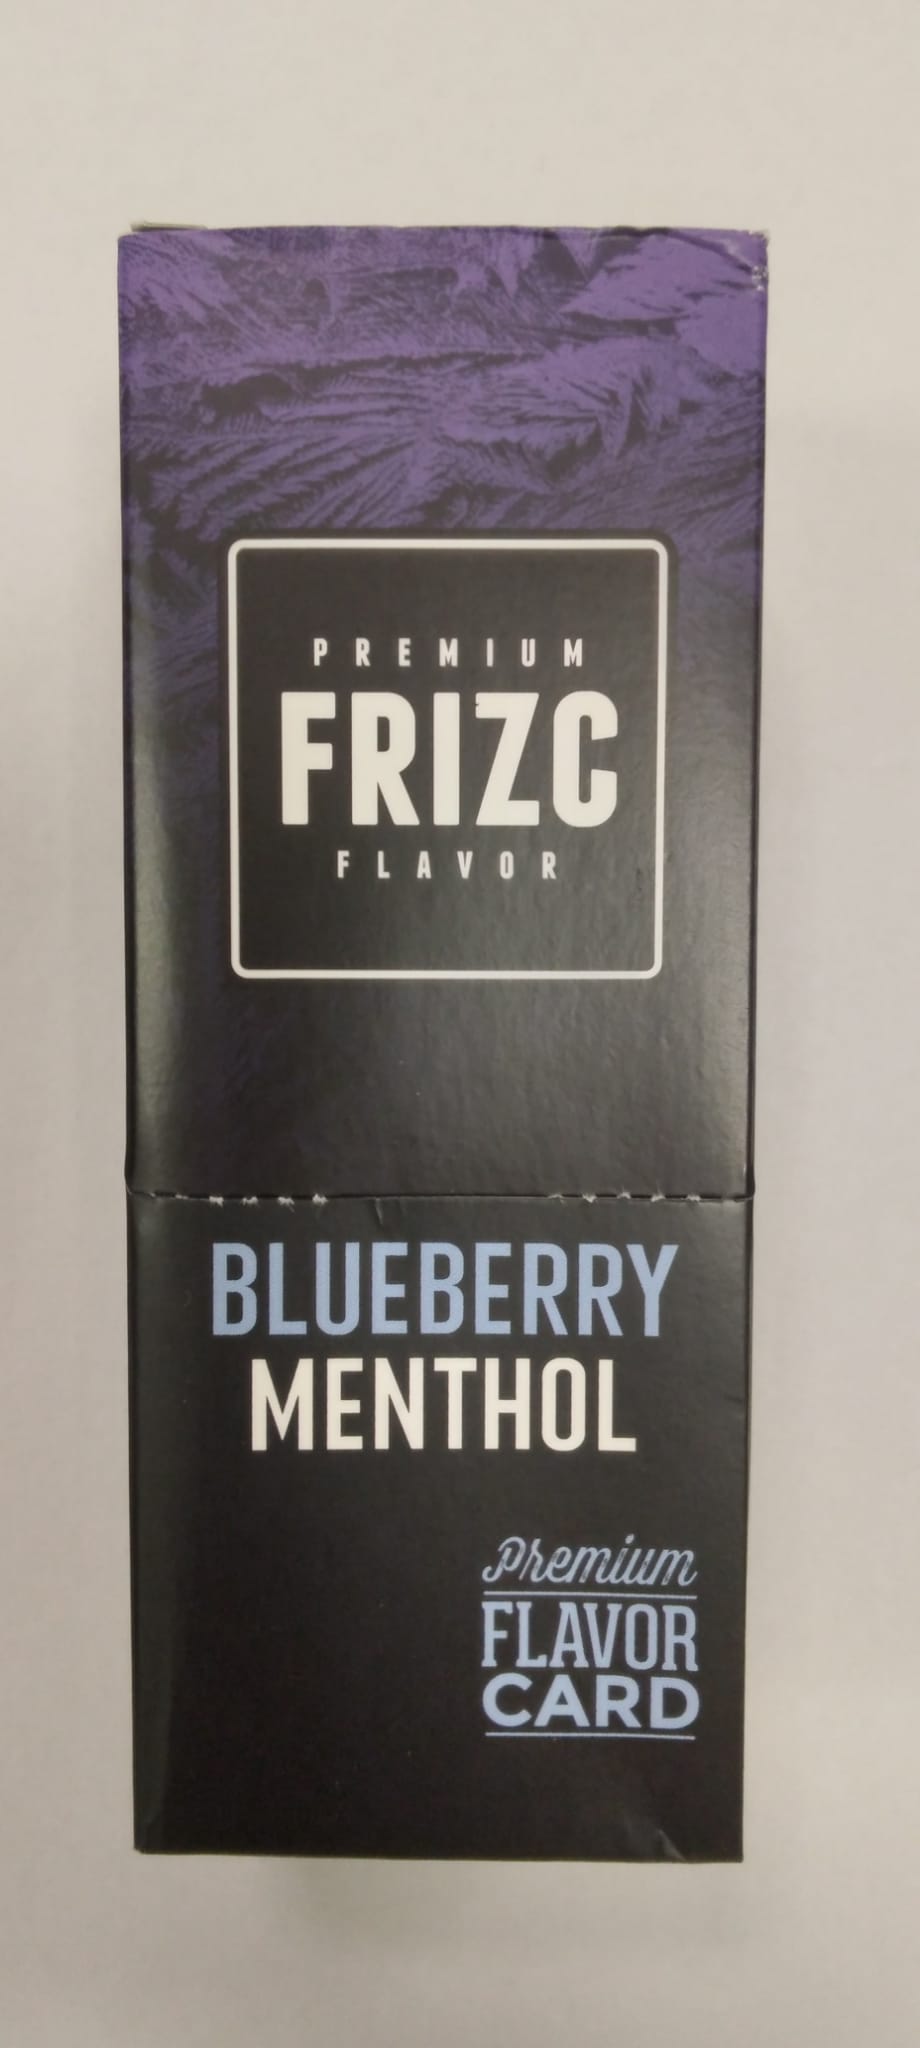 PREMIUM
FRIZC
FLAVOR
BLUEBERRY
MENTHOL
Premium
FLAVOR
CARD